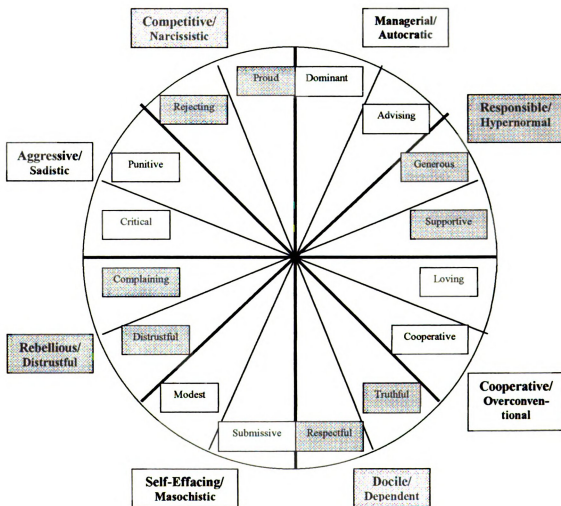 Competitive/
Narcissistic
Managerial/
Autocratic
Proud
Dominant
Rejecting
Advising
Responsible/
Hypernormal
Aggressive/
Sadistic
Punitive
Generous
Critical
Supportive
Complaining
Loving
Rebellious/
Distrustful
Distrustful
Cooperative
Modest
Truthful
Cooperative/
Overconven-
tional
Submissive
Respectful
Self-Effacing/
Masochistic
Docile/
Dependent